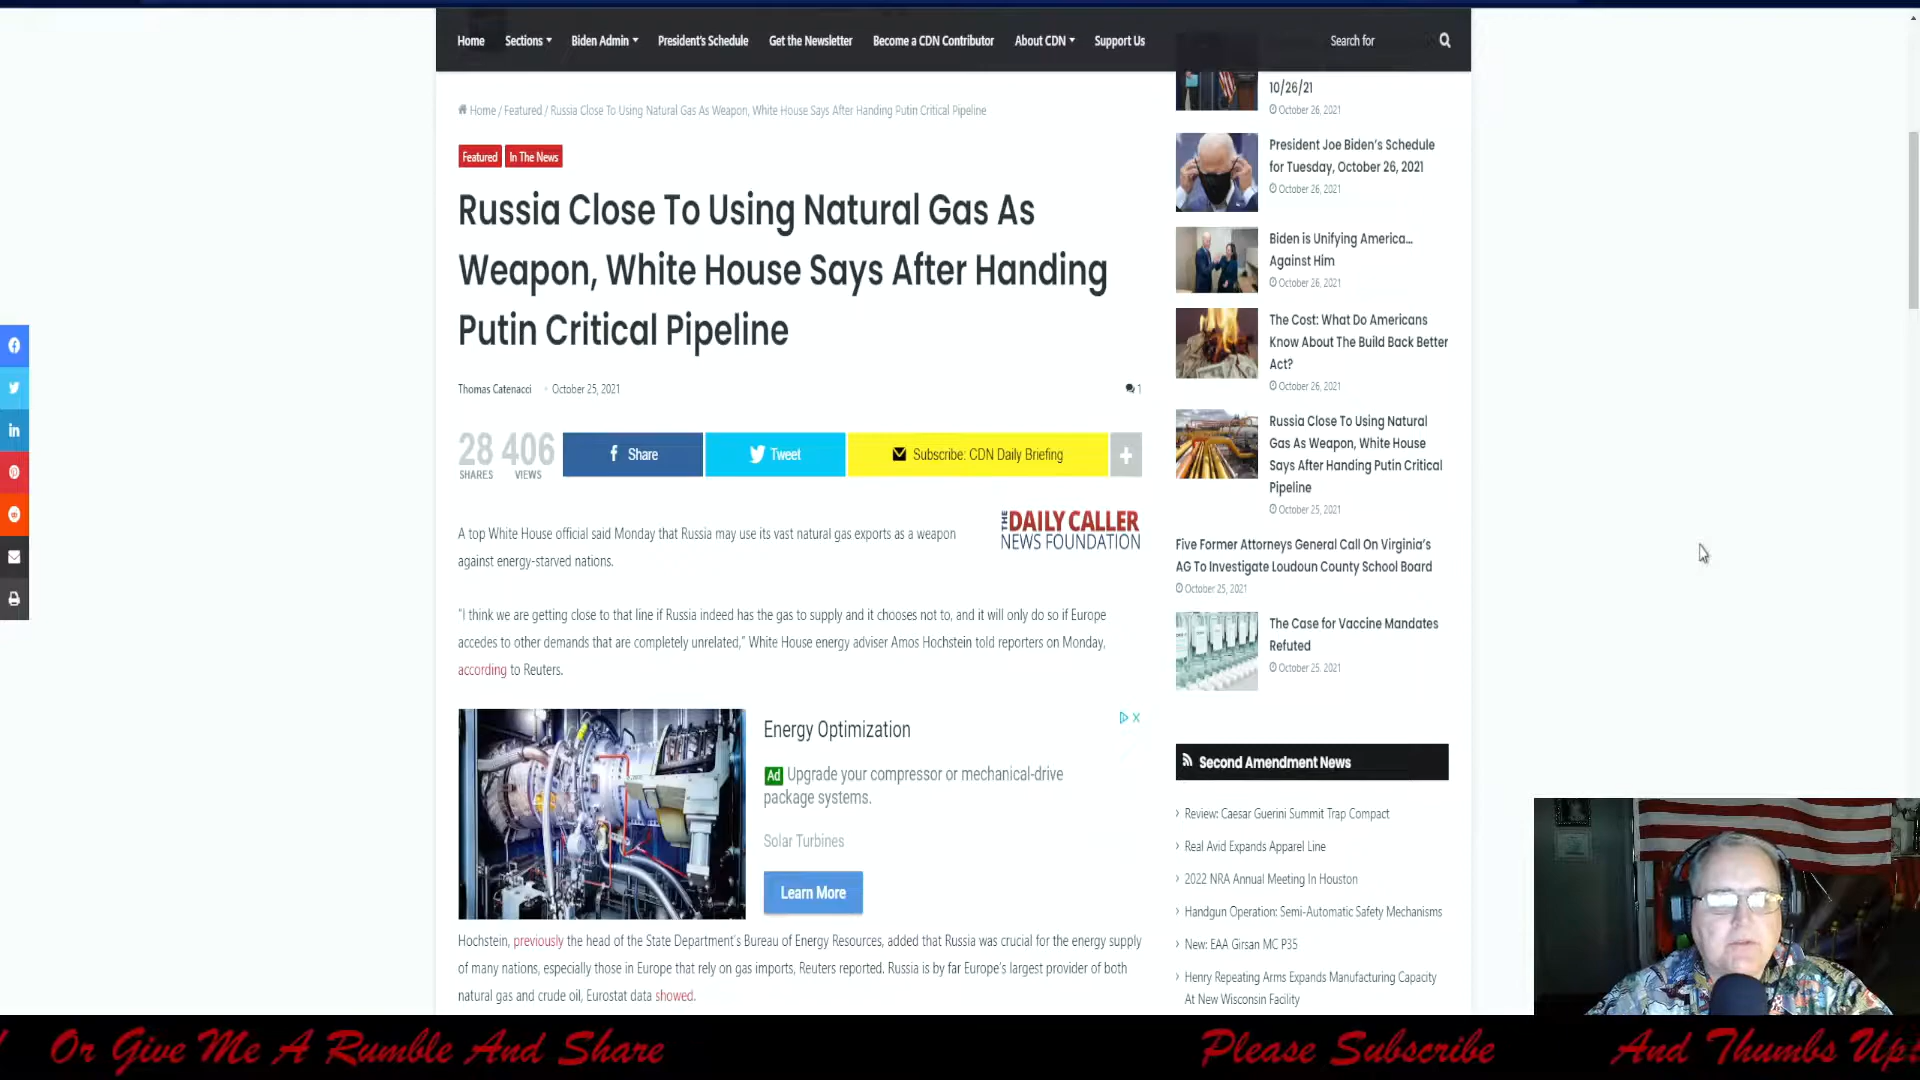 Home Sections Biden Admin President's Schedule Get the Newsletter Become a CDN Contributor About CDN Support Us Search for
Home / Featured / Russia Close To Using Natural Gas As Weapon, White House Says After Handing Putin Critical Pipeline
Featured In The News
Russia Close To Using Natural Gas As
Weapon, White House Says After Handing
Putin Critical Pipeline
Thomas Catenacci October 25, 2021 1
28 406
SHARES VIEWS
Share Tweet Subscribe: CDN Daily Briefing +
A top White House official said Monday that Russia may use its vast natural gas exports as a weapon
against energy-starved nations.
THE DAILY CALLER
NEWS FOUNDATION
"I think we are getting close to that line if Russia indeed has the gas to supply and it chooses not to, and it will only do so if Europe
accedes to other demands that are completely unrelated," White House energy adviser Amos Hochstein told reporters on Monday,
according to Reuters.
Energy Optimization
Ad Upgrade your compressor or mechanical-drive
package systems.
Solar Turbines
Learn More
Hochstein, previously the head of the State Department's Bureau of Energy Resources, added that Russia was crucial for the energy supply
of many nations, especially those in Europe that rely on gas imports, Reuters reported. Russia is by far Europe's largest provider of both
natural gas and crude oil, Eurostat data showed.
10/26/21
October 26, 2021
President Joe Biden's Schedule
for Tuesday, October 26, 2021
October 26, 2021
Biden is Unifying America...
Against Him
October 26, 2021
The Cost: What Do Americans
Know About The Build Back Better
Act?
October 26, 2021
Russia Close To Using Natural
Gas As Weapon, White House
Says After Handing Putin Critical
Pipeline
October 25, 2021
Five Former Attorneys General Call On Virginia's
AG To Investigate Loudoun County School Board
October 25, 2021
The Case for Vaccine Mandates
Refuted
October 25, 2021
Second Amendment News
Review: Caesar Guerini Summit Trap Compact
Real Avid Expands Apparel Line
2022 NRA Annual Meeting In Houston
Handgun Operation: Semi-Automatic Safety Mechanisms
New: EAA Girsan MC P35
Henry Repeating Arms Expands Manufacturing Capacity
At New Wisconsin Facility
Or Give Me A Rumble And Share Please Subscribe And Thumbs Up!